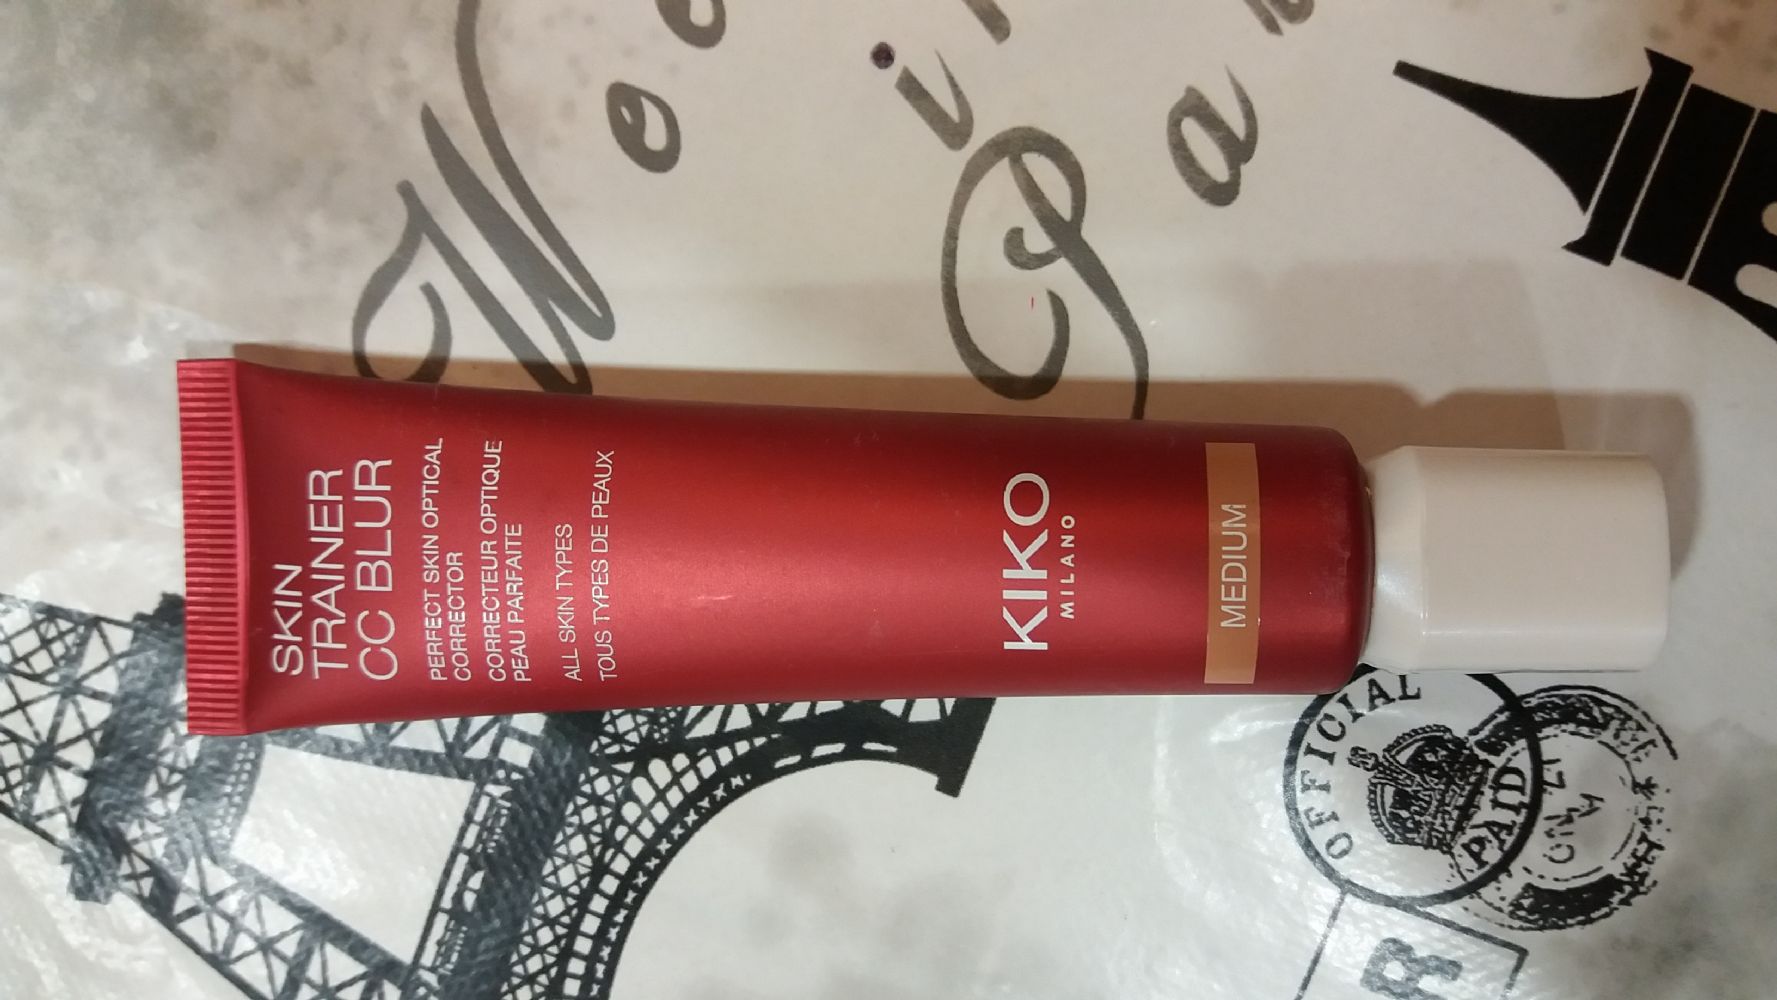 SKIN
TRAINER
CC BLUR
PERFECT SKIN OPTICAL
CORRECTOR
CORRECTEUR OPTIQUE
PEAU PARFAITE
ALL SKIN TYPES
TOUS TYPES DE PEAUX
KIKO
MILANO
MEDIUM
OFFICIAL
PAID
R